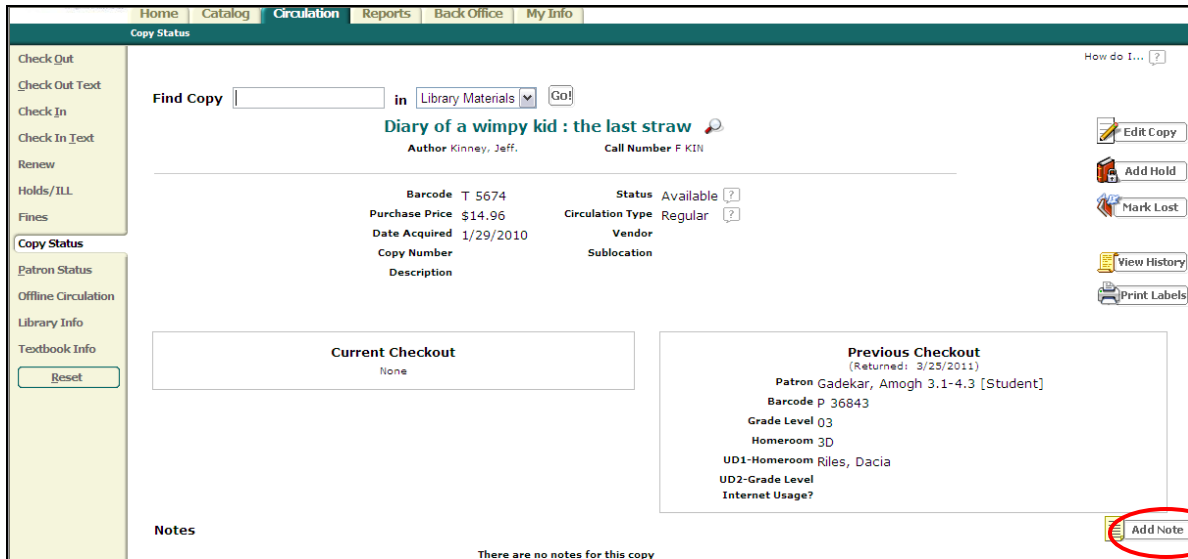 Home Catalog Circulation Reports Back Office My Info
Copy Status
How do I... ?
Check Out
Check Out Text
Check In
Check In Text
Renew
Holds/ILL
Fines
Copy Status
Patron Status
Offline Circulation
Library Info
Textbook Info
Reset
Find Copy in Library Materials Go!
Diary of a wimpy kid : the last straw
Author Kinney, Jeff. Call Number F KIN
Barcode T 5674 Status Available ?
Purchase Price $14.96 Circulation Type Regular ?
Date Acquired 1/29/2010 Vendor
Copy Number Sublocation
Description
Edit Copy
Add Hold
Mark Lost
View History
Print Labels
Current Checkout
None
Previous Checkout
(Returned: 3/25/2011)
Patron Gadekar, Amogh 3.1-4.3 [Student]
Barcode P 36843
Grade Level 03
Homeroom 3D
UD1-Homeroom Riles, Dacia
UD2-Grade Level
Internet Usage?
Notes
Add Note
There are no notes for this copy